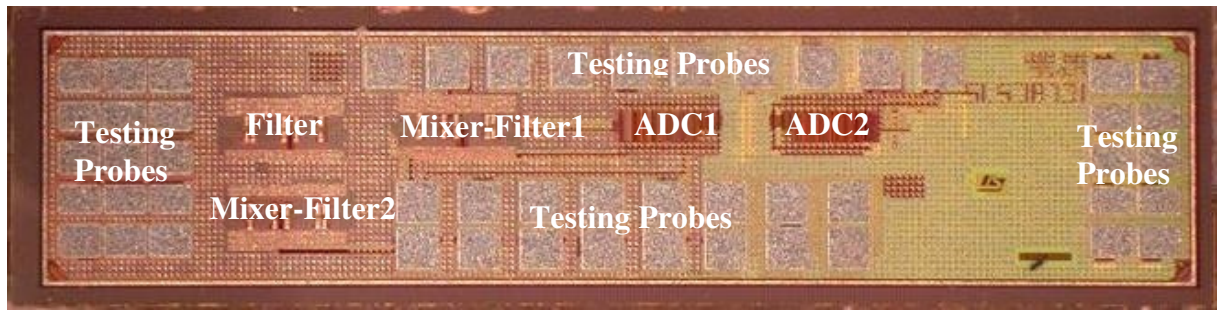 Testing Probes
Testing
Probes
Filter
Mixer-Filter1
ADC1
ADC2
Testing
Probes
Mixer-Filter2
Testing Probes